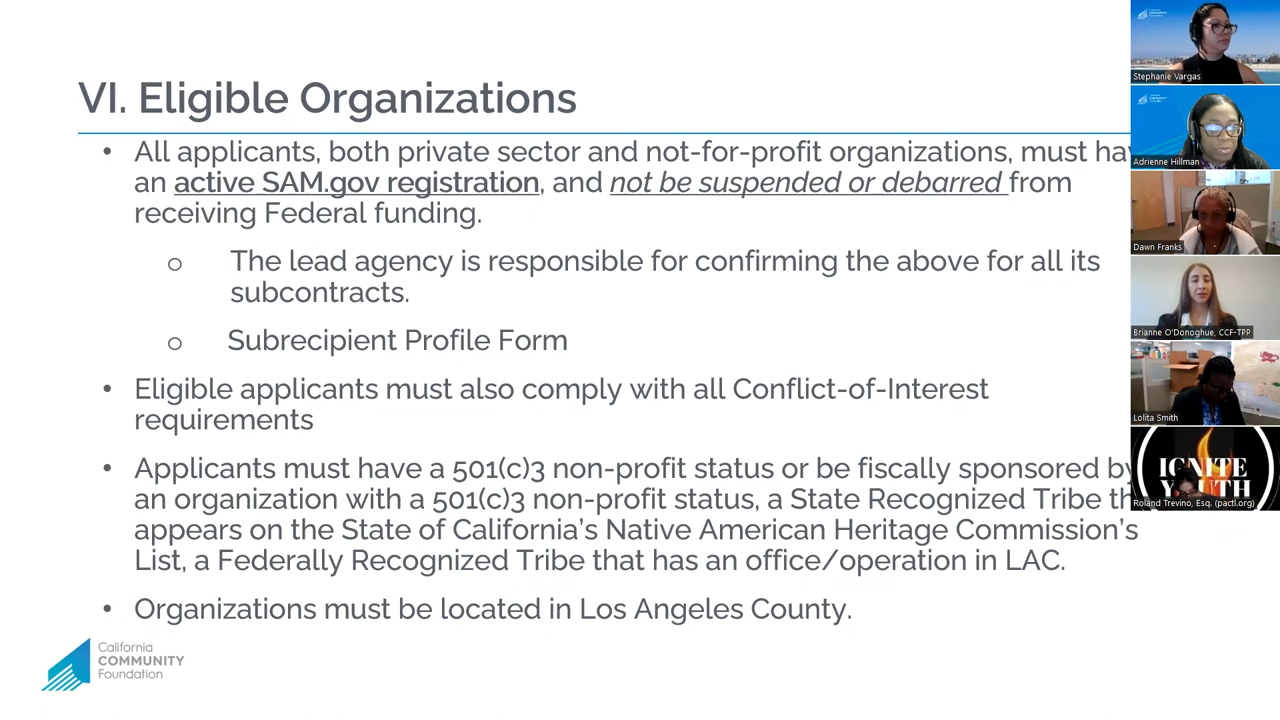 VI. Eligible Organizations
• All applicants, both private sector and not-for-profit organizations, must hav
an active SAM.gov registration, and not be suspended or debarred from
receiving Federal funding.
o The lead agency is responsible for confirming the above for all its
subcontracts.
o Subrecipient Profile Form
• Eligible applicants must also comply with all Conflict-of-Interest
requirements
• Applicants must have a 501(c)3 non-profit status or be fiscally sponsored by
an organization with a 501(c)3 non-profit status, a State Recognized Tribe th
appears on the State of California's Native American Heritage Commission's
List, a Federally Recognized Tribe that has an office/operation in LAC.
• Organizations must be located in Los Angeles County.
California
COMMUNITY
Foundation
Stephanie Vargas
Adrienne Hillman
Dawn Franks
Brianne O'Donoghue, CCF-TPP
Lolita Smith
IGNITE
YOUTH
Roland Trevino, Esq. (pactl.org)